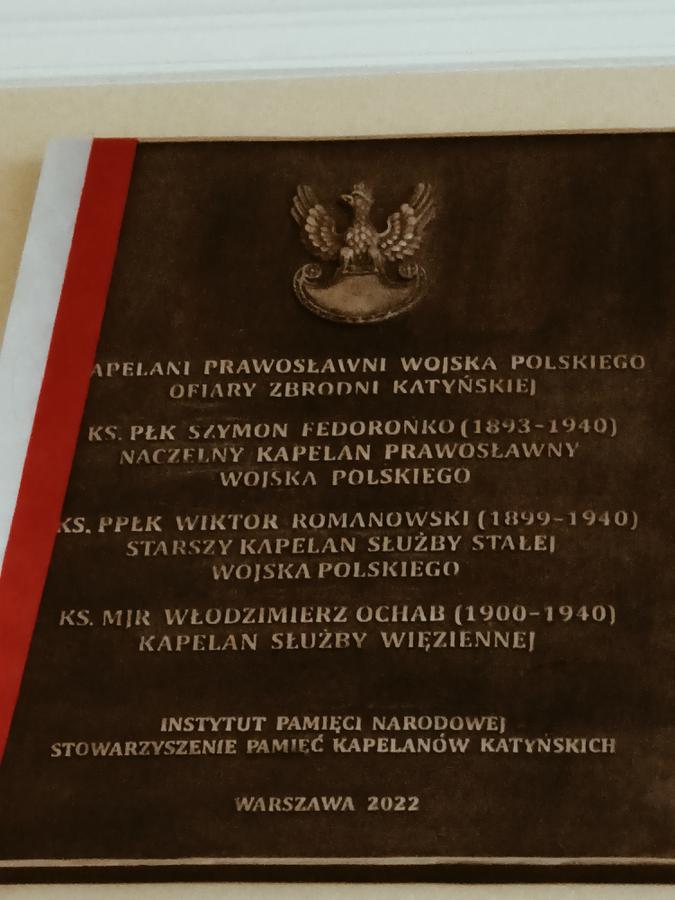 APELANI PRAWOSŁAWNI WOJSKA POLSKIEGO
OFIARY ZBRODNI KATYŃSKIEJ
KS. PŁK SZYMON FEDOROŃKO (1893-1940)
NACZELNY KAPELAN PRAWOSŁAWNY
WOJSKA POLSKIEGO
KS. PPŁK WIKTOR ROMANOWSKI (1899-1940)
STARSZY KAPELAN SŁUŻBY STAŁEJ
WOJSKA POLSKIEGO
KS. MJR WŁODZIMIERZ OCHAB (1900-1940)
KAPELAN SŁUŻBY WIĘZIENNEJ
INSTYTUT PAMIĘCI NARODOWEJ
STOWARZYSZENIE PAMIĘĆ KAPELANÓW KATYŃSKICH
WARSZAWA 2022